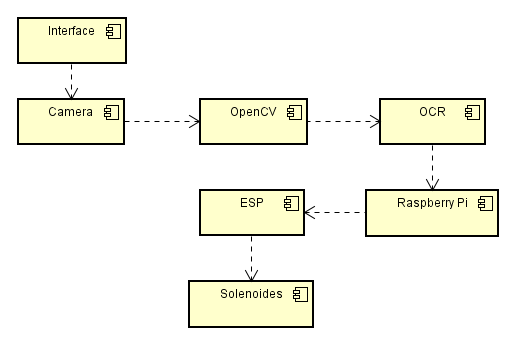 Interface
Camera
OpenCV
OCR
ESP
Raspberry Pi
Solenoides